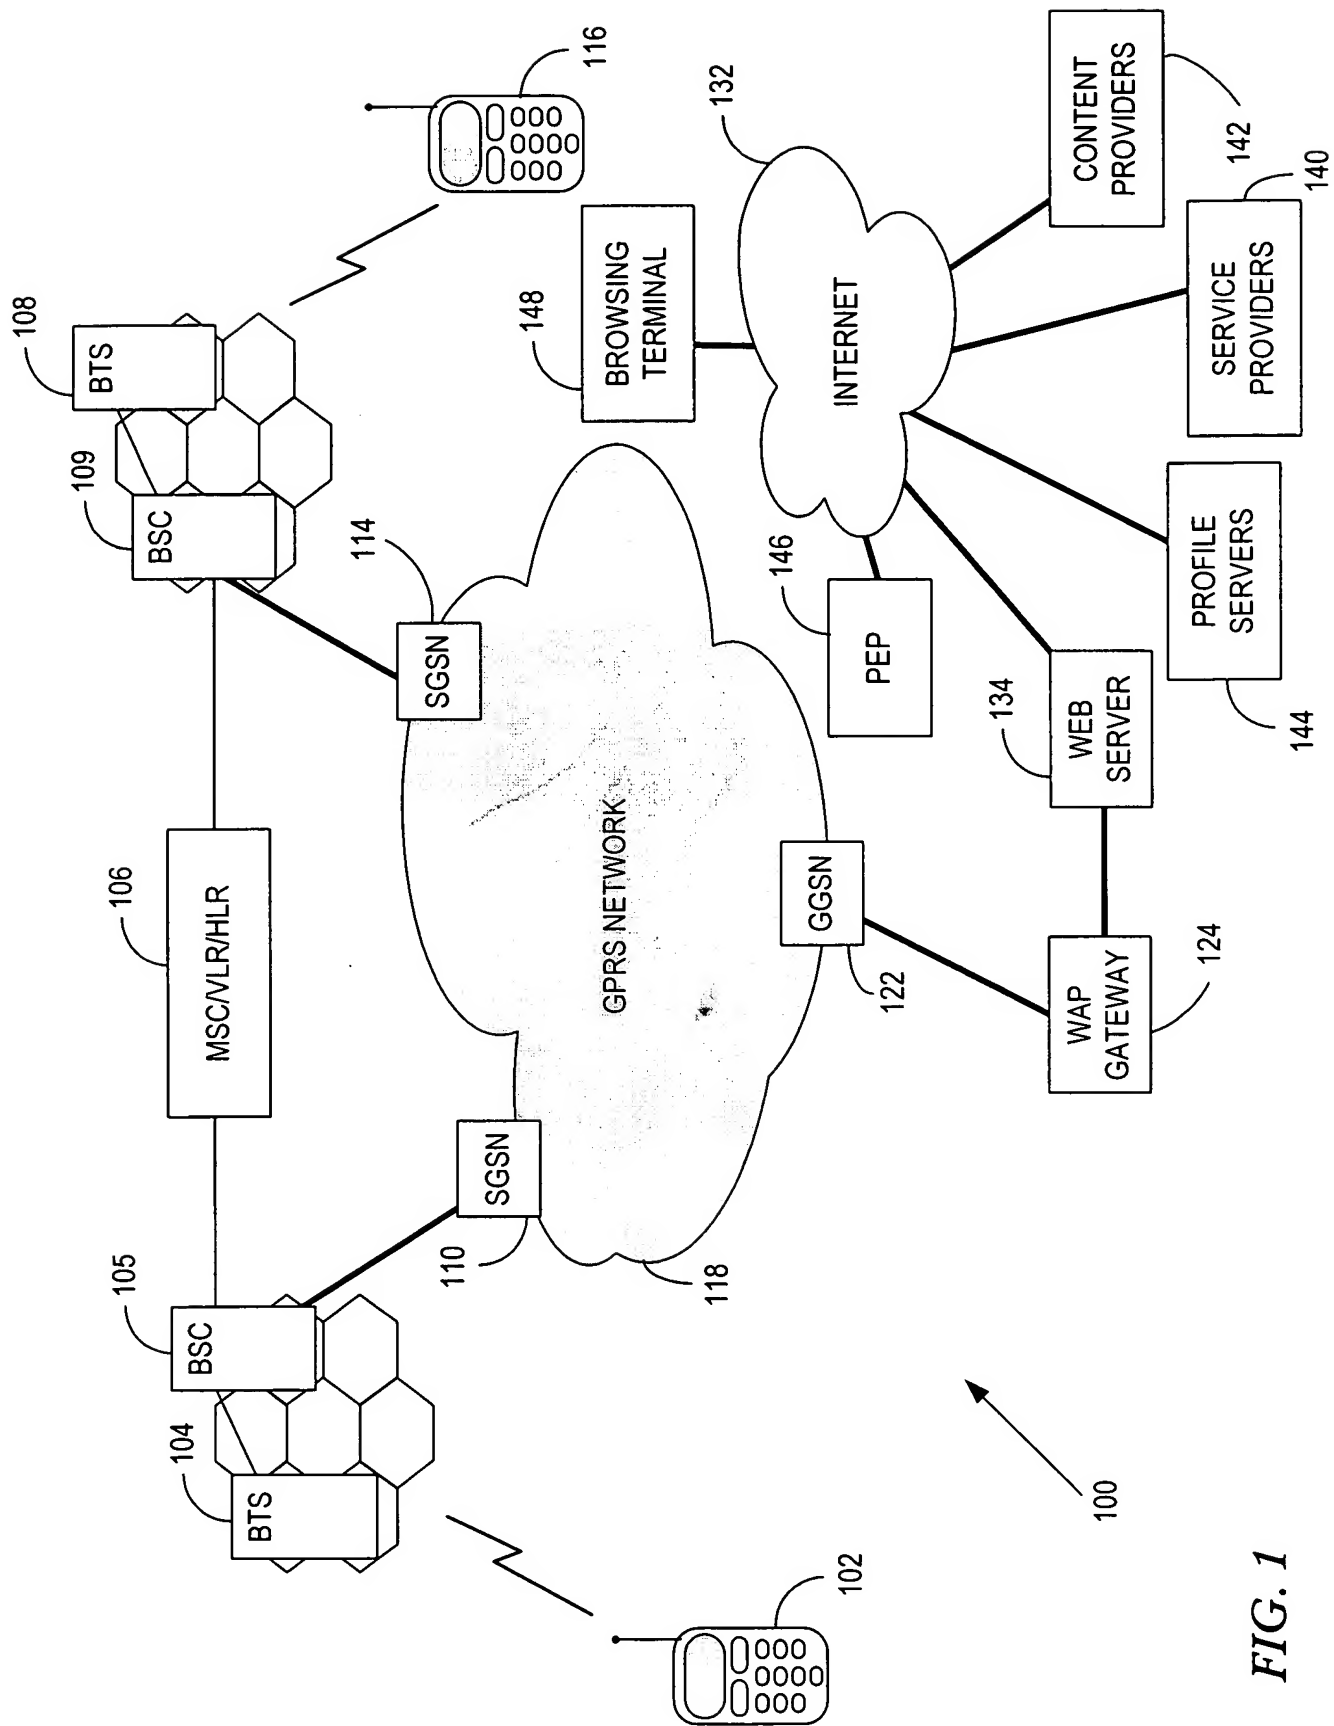 102
104
BTS
105
BSC
106
MSC/VLR/HLR
109
BSC
108
BTS
116
110
SGSN
114
SGSN
GPRS NETWORK
118
GGSN
122
148
BROWSING
TERMINAL
132
INTERNET
146
PEP
WAP
GATEWAY
124
134
WEB
SERVER
PROFILE
SERVERS
144
SERVICE
PROVIDERS
140
CONTENT
PROVIDERS
142
100
FIG. 1